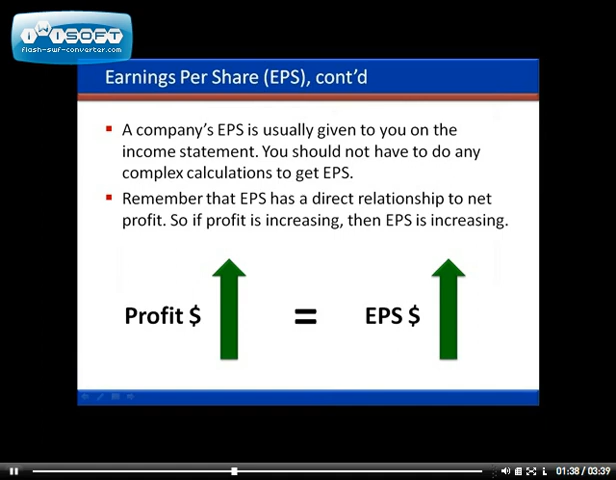 iWiSOFT
flash-swf-converter.com
Earnings Per Share (EPS), cont'd
A company's EPS is usually given to you on the
income statement. You should not have to do any
complex calculations to get EPS.
Remember that EPS has a direct relationship to net
profit. So if profit is increasing, then EPS is increasing.
Profit $ = EPS $
01:38 / 03:39